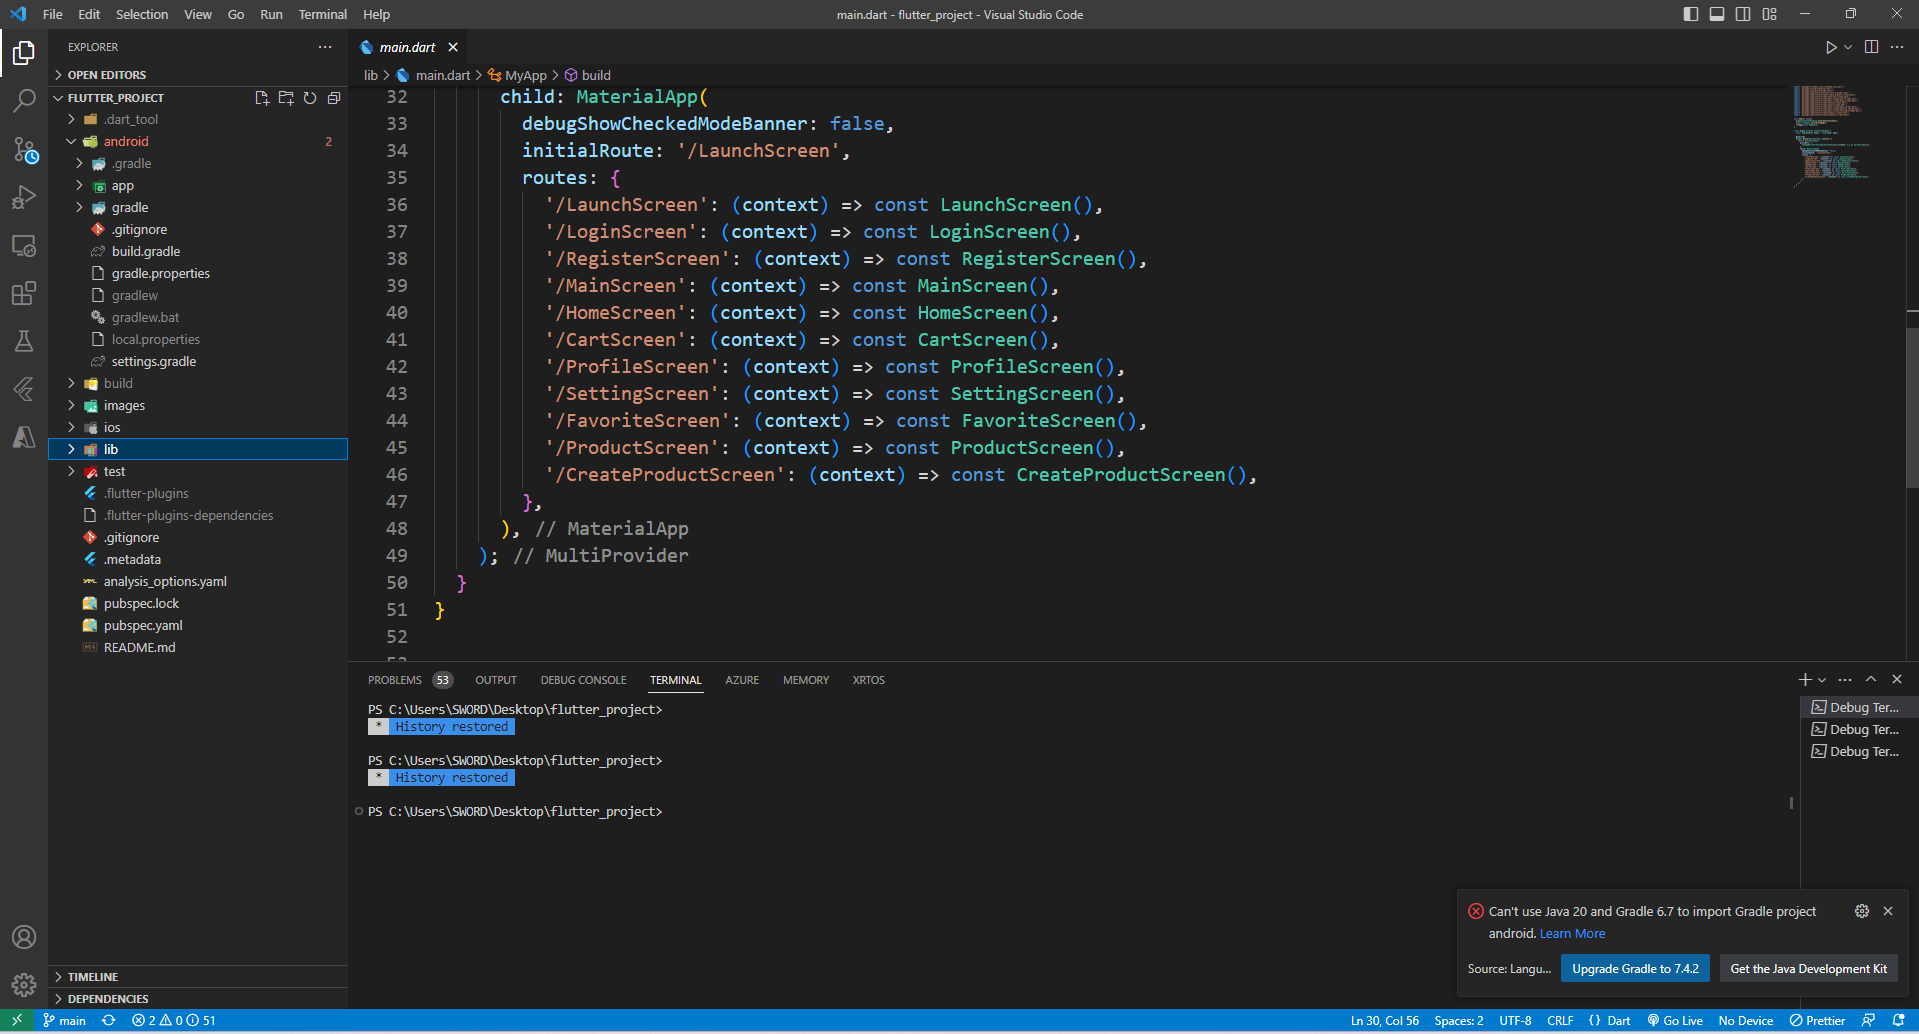 File Edit Selection View Go Run Terminal Help
main.dart - flutter_project - Visual Studio Code
EXPLORER
OPEN EDITORS
FLUTTER_PROJECT
.dart_tool
android 2
.gradle
app
gradle
.gitignore
build.gradle
gradle.properties
gradlew
gradlew.bat
local.properties
settings.gradle
build
images
ios
lib
test
.flutter-plugins
.flutter-plugins-dependencies
.gitignore
.metadata
analysis_options.yaml
pubspec.lock
pubspec.yaml
README.md
TIMELINE
DEPENDENCIES
main.dart
lib > main.dart > MyApp > build
32 child: MaterialApp(
33 debugShowCheckedModeBanner: false,
34 initialRoute: '/LaunchScreen',
35 routes: {
36 '/LaunchScreen': (context) => const LaunchScreen(),
37 '/LoginScreen': (context) => const LoginScreen(),
38 '/RegisterScreen': (context) => const RegisterScreen(),
39 '/MainScreen': (context) => const MainScreen(),
40 '/HomeScreen': (context) => const HomeScreen(),
41 '/CartScreen': (context) => const CartScreen(),
42 '/ProfileScreen': (context) => const ProfileScreen(),
43 '/SettingScreen': (context) => const SettingScreen(),
44 '/FavoriteScreen': (context) => const FavoriteScreen(),
45 '/ProductScreen': (context) => const ProductScreen(),
46 '/CreateProductScreen': (context) => const CreateProductScreen(),
47 },
48 ), // MaterialApp
49 ); // MultiProvider
50 }
51 }
52
PROBLEMS 53 OUTPUT DEBUG CONSOLE TERMINAL AZURE MEMORY XRTOS
PS C:\Users\SWORD\Desktop\flutter_project>
* History restored
PS C:\Users\SWORD\Desktop\flutter_project>
* History restored
PS C:\Users\SWORD\Desktop\flutter_project>
Debug Ter...
Debug Ter...
Debug Ter...
Can't use Java 20 and Gradle 6.7 to import Gradle project
android. Learn More
Source: Langu... Upgrade Gradle to 7.4.2 Get the Java Development Kit
main 2 0 51 Ln 30, Col 56 Spaces: 2 UTF-8 CRLF {} Dart Go Live No Device Prettier